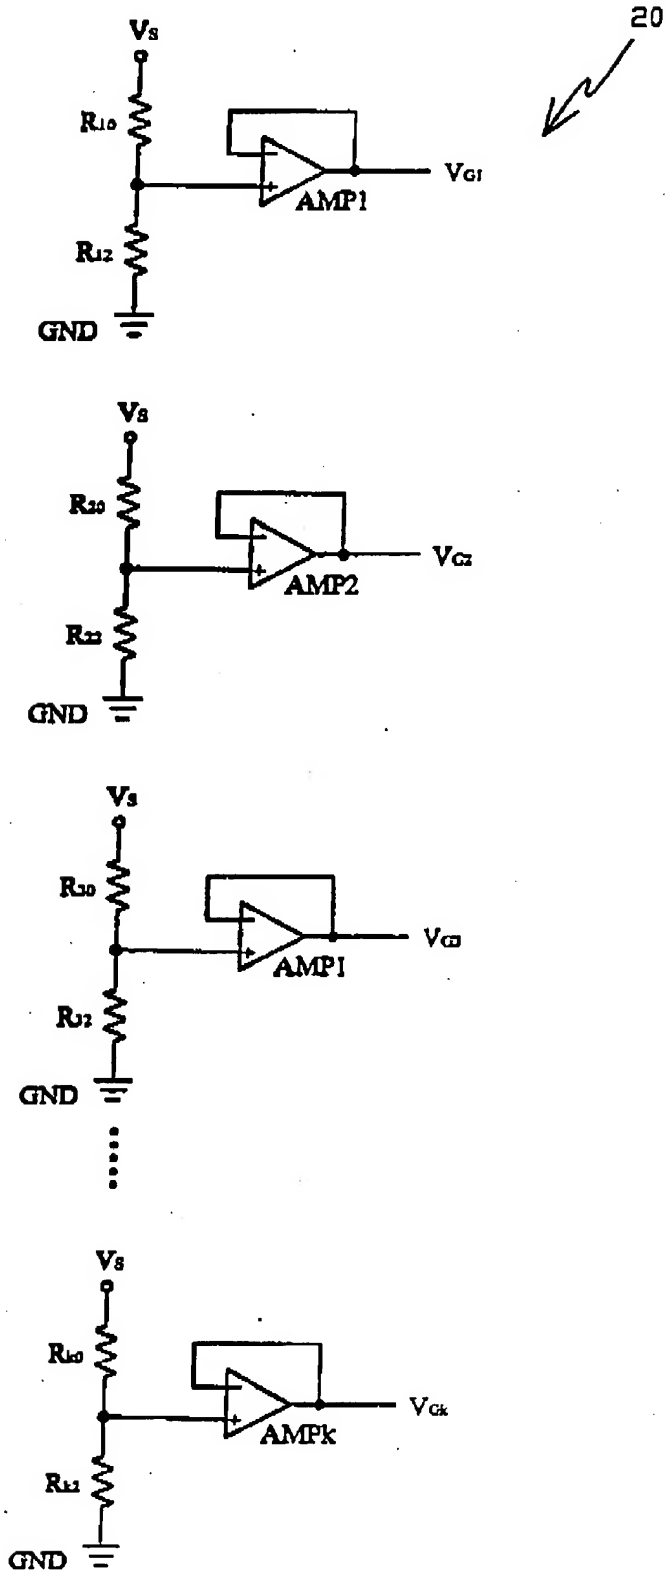 20
Vs
R10
AMP1
VG1
R12
GND
Vs
R20
AMP2
VG2
R22
GND
Vs
R30
AMP1
VG3
R32
GND
Vs
Rk0
AMPk
VGk
Rk2
GND